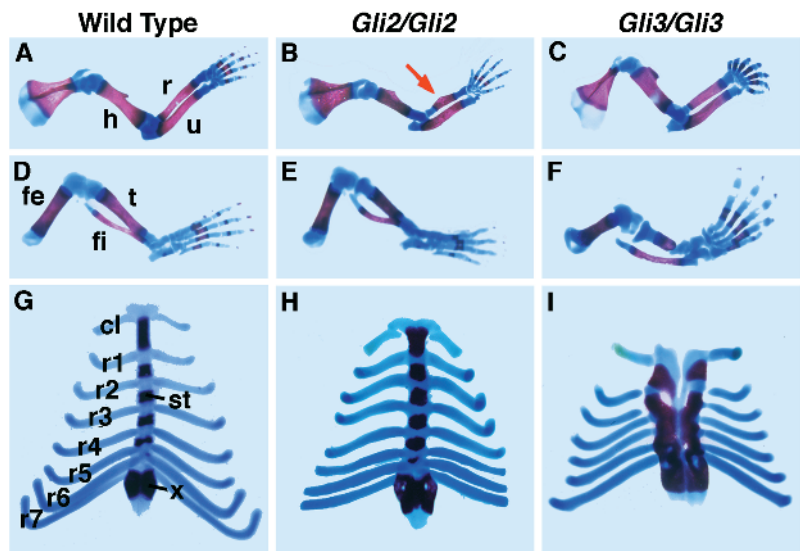 Wild Type Gli2/Gli2 Gli3/Gli3
A B C
r
h u
D E F
fe t
fi
G H I
cl
r1
r2
st
r3
r4
r5
r6 x
r7